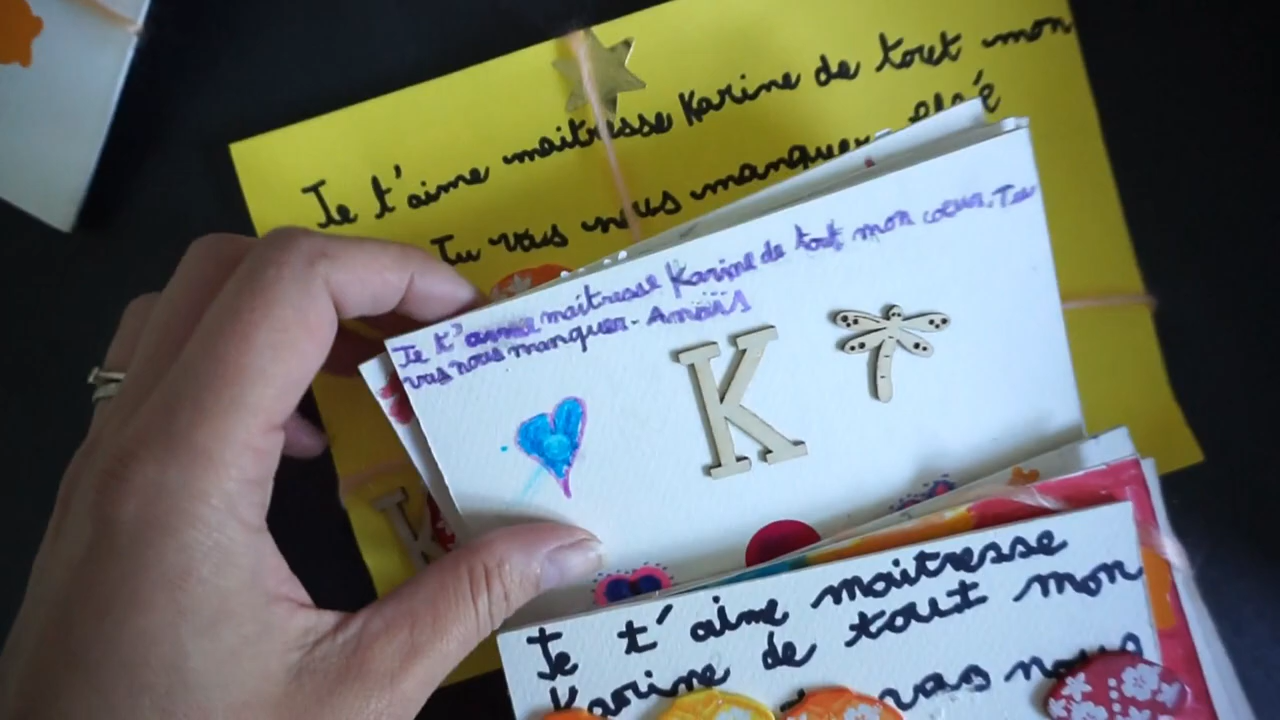 Je t'aime maitresse Karine de tout mon
Tu vas nous manquer
Je t'aime maitresse Karine de tout mon coeur. Tu
vas nous manquer - Anaïs
K
K
Je t'aime maitresse
Karine de tout mon
vas nous